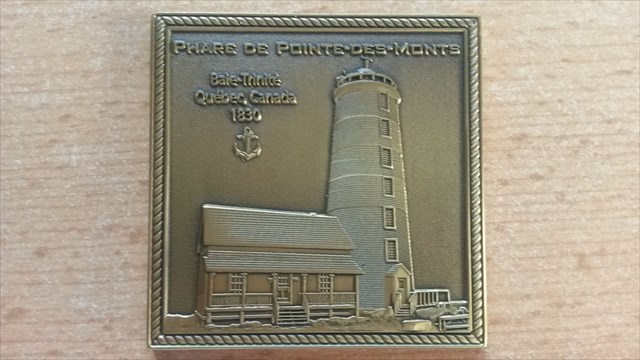 PHARE DE POINTE-DES-MONTS
Baie-Trinité
Québec, Canada
1830